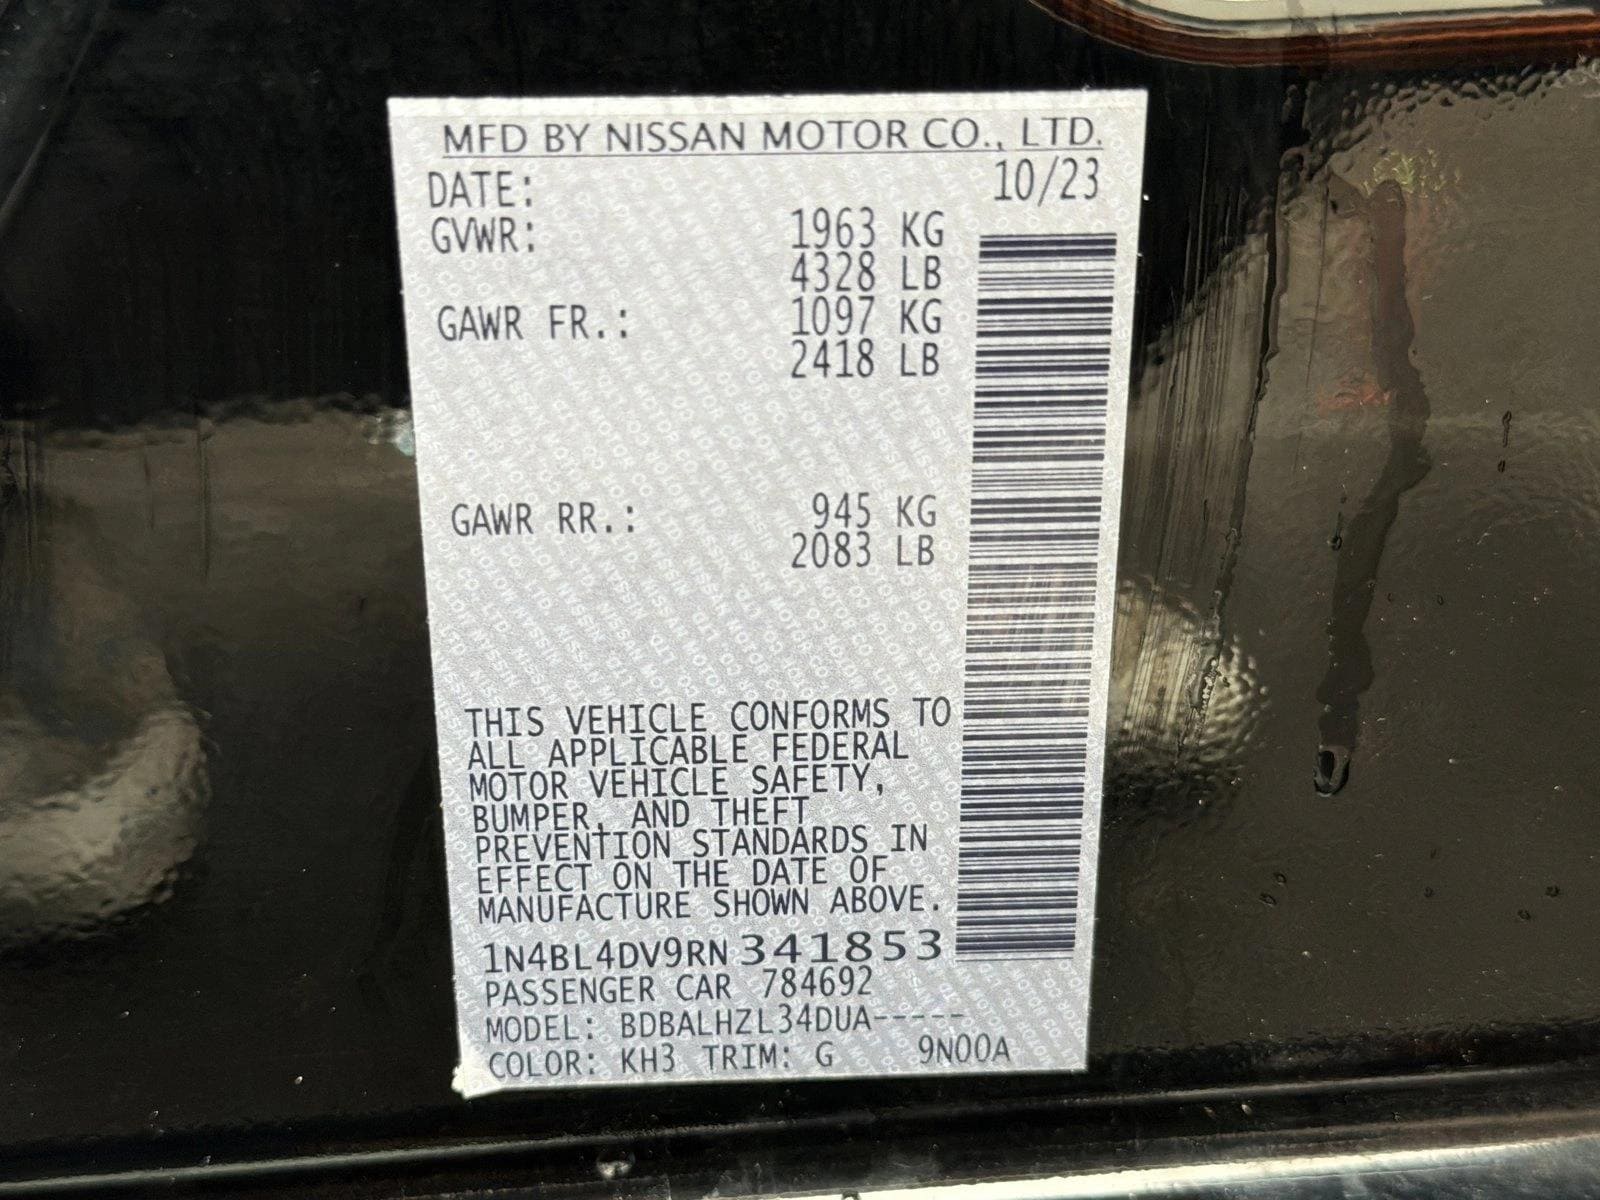 MFD BY NISSAN MOTOR CO., LTD.
DATE: 10/23
GVWR: 1963 KG
4328 LB
GAWR FR.: 1097 KG
2418 LB
GAWR RR.: 945 KG
2083 LB
THIS VEHICLE CONFORMS TO
ALL APPLICABLE FEDERAL
MOTOR VEHICLE SAFETY,
BUMPER, AND THEFT
PREVENTION STANDARDS IN
EFFECT ON THE DATE OF
MANUFACTURE SHOWN ABOVE.
1N4BL4DV9RN341853
PASSENGER CAR 784692
MODEL: BDBALHZL34DUA-----
COLOR: KH3 TRIM: G 9N00A